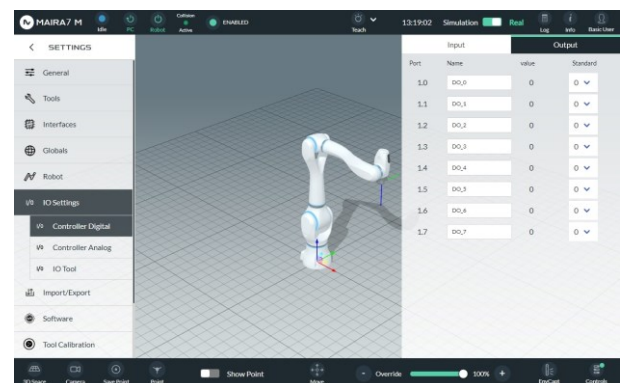 MAIRA7 M
Idle
PC
Robot
Collision
Active
ENABLED
Teach
13:19:02
Simulation
Real
Log
Info
Basic User
SETTINGS
General
Tools
Interfaces
Globals
Robot
IO Settings
Controller Digital
Controller Analog
IO Tool
Import/Export
Software
Tool Calibration
Input
Output
Port Name value Standard
1.0 DO_0 0 0
1.1 DO_1 0 0
1.2 DO_2 0 0
1.3 DO_3 0 0
1.4 DO_4 0 0
1.5 DO_5 0 0
1.6 DO_6 0 0
1.7 DO_7 0 0
3D Space
Camera
Save Point
Point
Show Point
Move
- Override 100% +
Controls